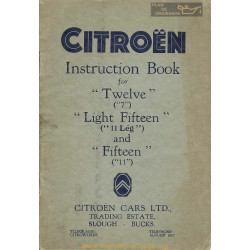 CITROËN
Instruction Book
for
"Twelve"
("7")
"Light Fifteen"
("11 Leg")
and
"Fifteen"
("11")
CITROEN CARS LTD.,
TRADING ESTATE,
SLOUGH - BUCKS.